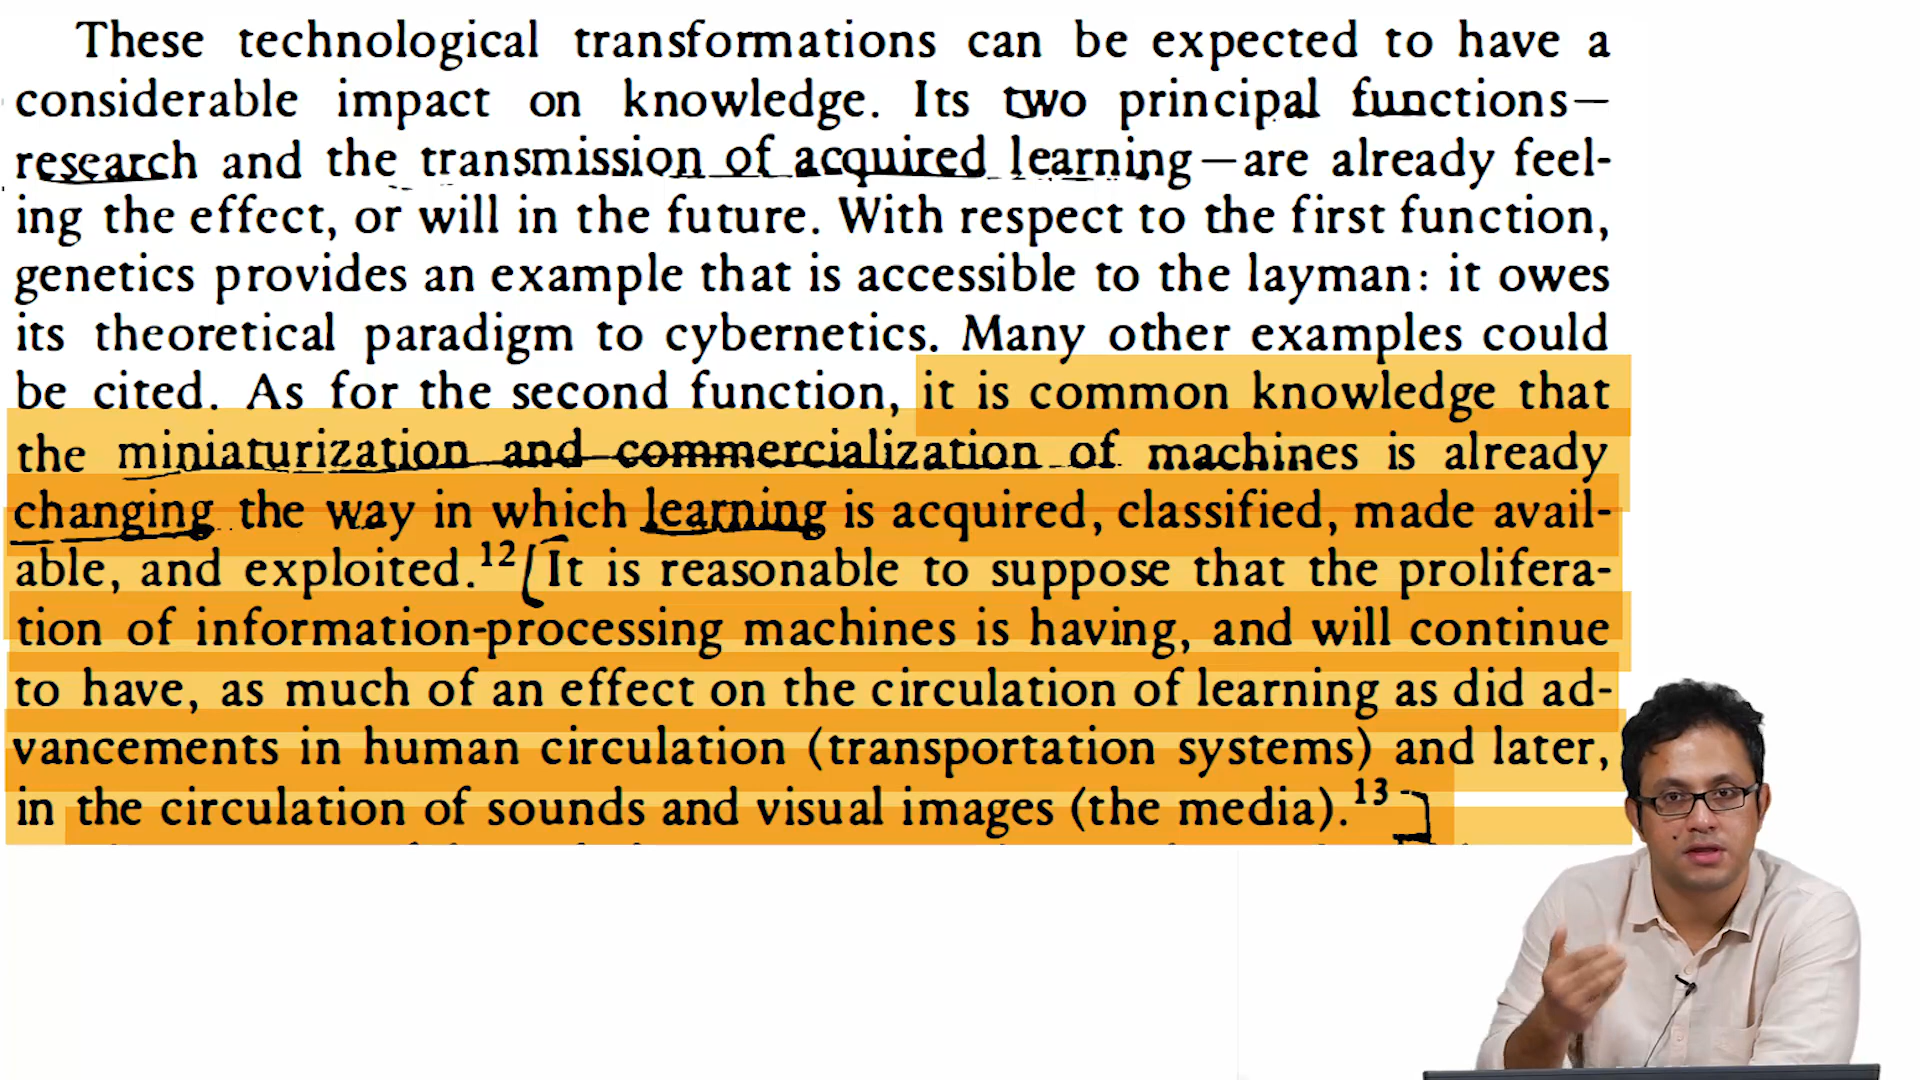 These technological transformations can be expected to have a
considerable impact on knowledge. Its two principal functions—
research and the transmission of acquired learning—are already feel-
ing the effect, or will in the future. With respect to the first function,
genetics provides an example that is accessible to the layman: it owes
its theoretical paradigm to cybernetics. Many other examples could
be cited. As for the second function, it is common knowledge that
the miniaturization and commercialization of machines is already
changing the way in which learning is acquired, classified, made avail-
able, and exploited.12 It is reasonable to suppose that the prolifera-
tion of information-processing machines is having, and will continue
to have, as much of an effect on the circulation of learning as did ad-
vancements in human circulation (transportation systems) and later,
in the circulation of sounds and visual images (the media).13